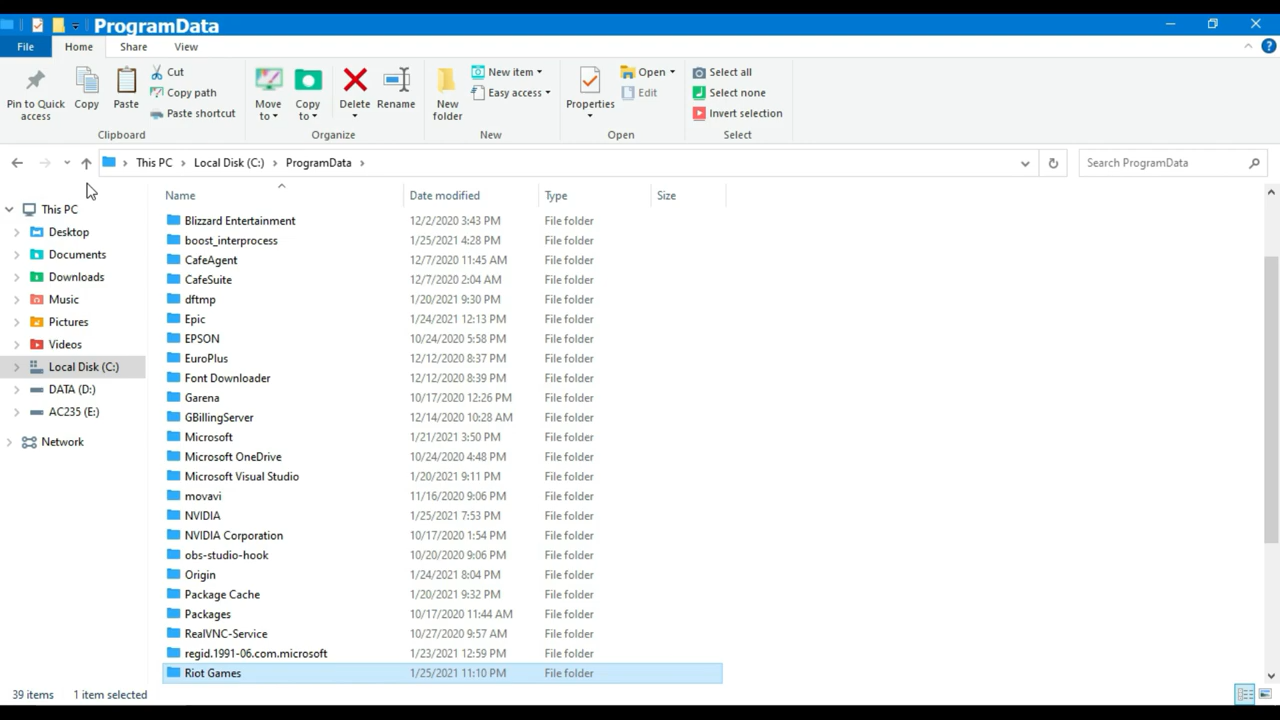 ProgramData
File Home Share View
Pin to Quick access
Copy
Paste
Cut
Copy path
Paste shortcut
Clipboard
Move to
Copy to
Delete
Rename
Organize
New folder
New item
Easy access
New
Properties
Open
Edit
Open
Select all
Select none
Invert selection
Select
This PC Local Disk (C:) ProgramData
Search ProgramData
This PC
Desktop
Documents
Downloads
Music
Pictures
Videos
Local Disk (C:)
DATA (D:)
AC235 (E:)
Network
Name Date modified Type Size
Blizzard Entertainment 12/2/2020 3:43 PM File folder
boost_interprocess 1/25/2021 4:28 PM File folder
CafeAgent 12/7/2020 11:45 AM File folder
CafeSuite 12/7/2020 2:04 AM File folder
dftmp 1/20/2021 9:30 PM File folder
Epic 1/24/2021 12:13 PM File folder
EPSON 10/24/2020 5:58 PM File folder
EuroPlus 12/12/2020 8:37 PM File folder
Font Downloader 12/12/2020 8:39 PM File folder
Garena 10/17/2020 12:26 PM File folder
GBillingServer 12/14/2020 10:28 AM File folder
Microsoft 1/21/2021 3:50 PM File folder
Microsoft OneDrive 10/24/2020 4:48 PM File folder
Microsoft Visual Studio 1/20/2021 9:11 PM File folder
movavi 11/16/2020 9:06 PM File folder
NVIDIA 1/25/2021 7:53 PM File folder
NVIDIA Corporation 10/17/2020 1:54 PM File folder
obs-studio-hook 10/20/2020 9:06 PM File folder
Origin 1/24/2021 8:04 PM File folder
Package Cache 1/20/2021 9:32 PM File folder
Packages 10/17/2020 11:44 AM File folder
RealVNC-Service 10/27/2020 9:57 AM File folder
regid.1991-06.com.microsoft 1/23/2021 12:59 PM File folder
Riot Games 1/25/2021 11:10 PM File folder
39 items 1 item selected